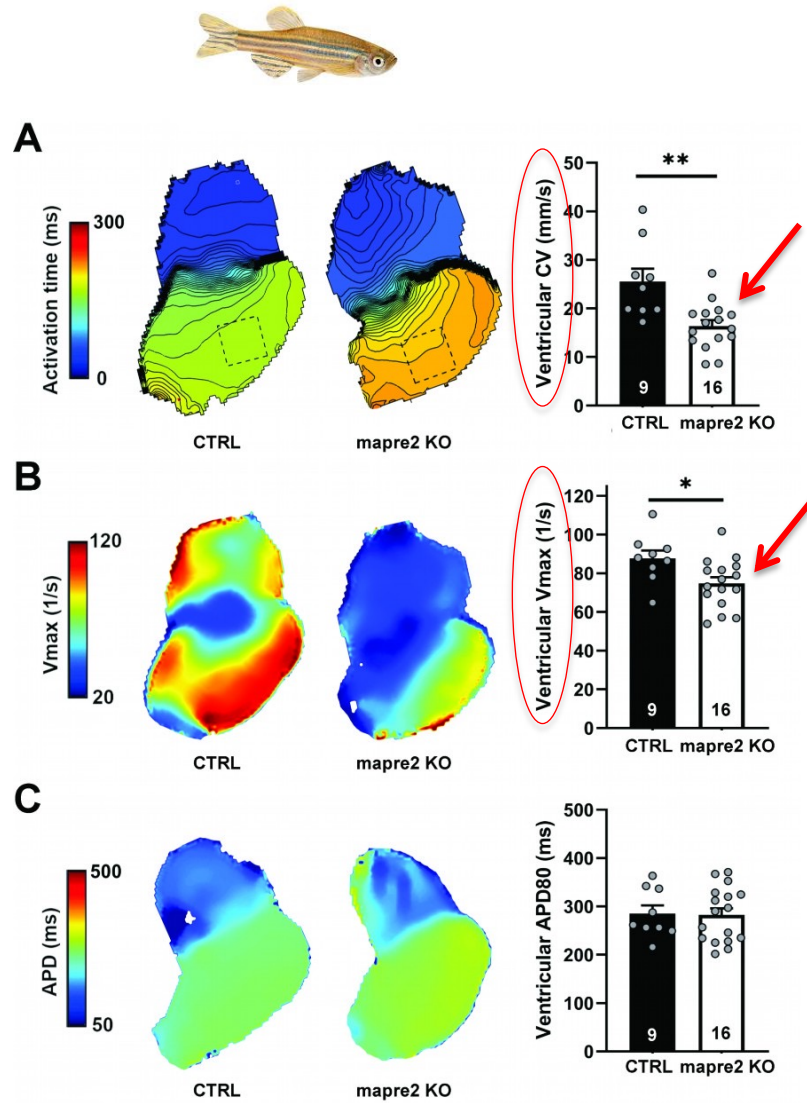 A
Activation time (ms)
300
0
CTRL
mapre2 KO
Ventricular CV (mm/s)
50
40
30
20
10
0
**
9
16
CTRL
mapre2 KO
B
Vmax (1/s)
120
20
CTRL
mapre2 KO
Ventricular Vmax (1/s)
120
100
80
60
40
20
0
*
9
16
CTRL
mapre2 KO
C
APD (ms)
500
50
CTRL
mapre2 KO
Ventricular APD80 (ms)
500
400
300
200
100
0
9
16
CTRL
mapre2 KO